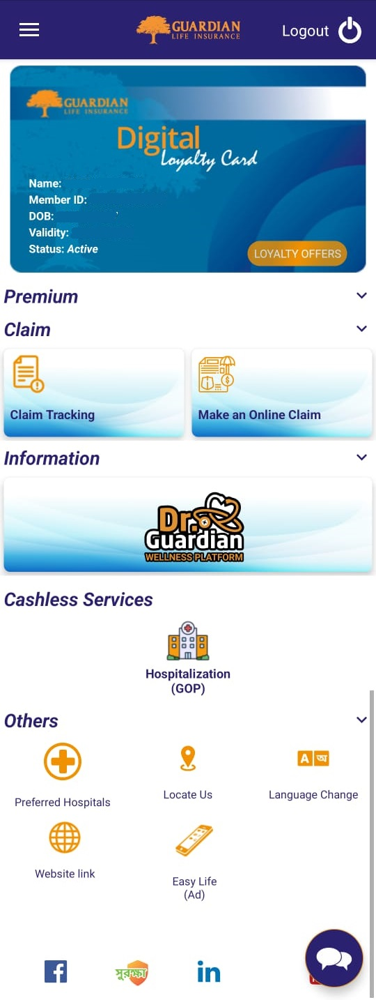 GUARDIAN
LIFE INSURANCE
Logout
GUARDIAN
LIFE INSURANCE
Digital
Loyalty Card
Name:
Member ID:
DOB:
Validity:
Status: Active
LOYALTY OFFERS
Premium
Claim
Claim Tracking
Make an Online Claim
Information
Dr.
Guardian
WELLNESS PLATFORM
Cashless Services
Hospitalization
(GOP)
Others
A অ
Preferred Hospitals
Locate Us
Language Change
Website link
Easy Life
(Ad)
f
সুরক্ষা
in